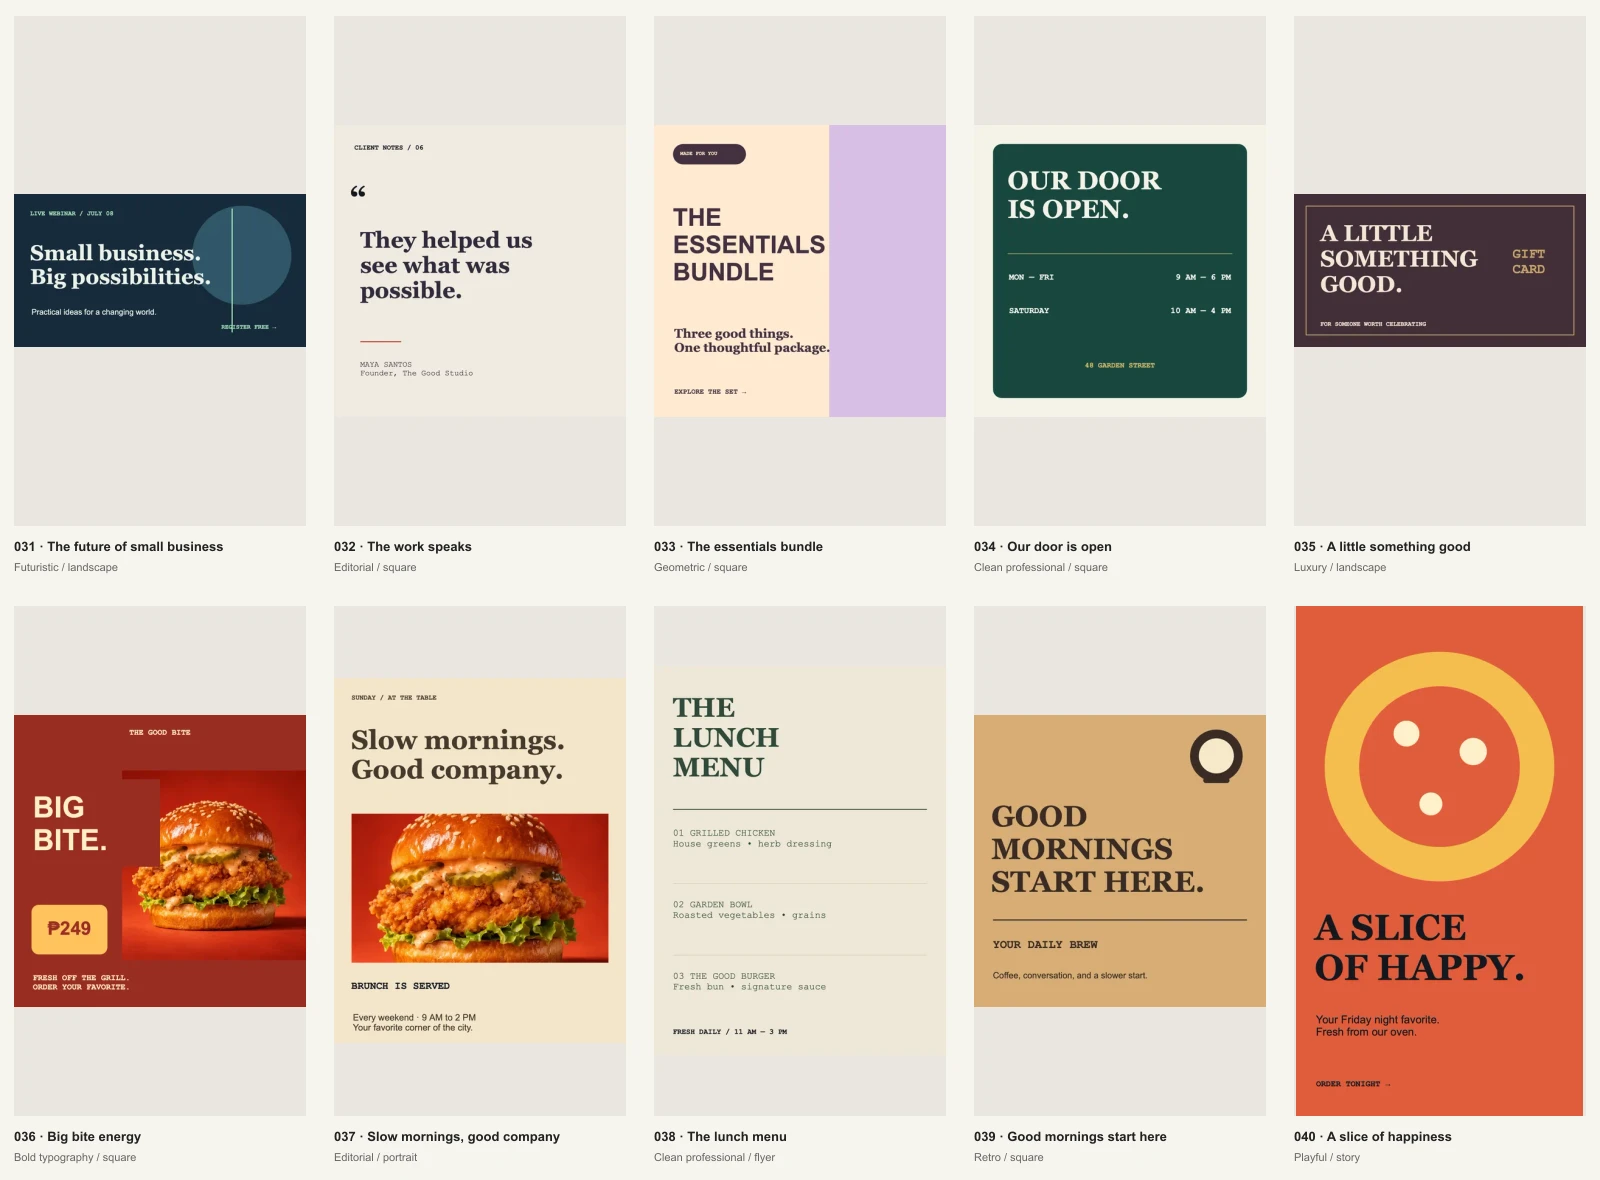 LIVE WEBINAR / JULY 08
Small business.
Big possibilities.
Practical ideas for a changing world.
REGISTER FREE →
031 · The future of small business
Futuristic / landscape
CLIENT NOTES / 06
“
They helped us
see what was
possible.
MAYA SANTOS
Founder, The Good Studio
032 · The work speaks
Editorial / square
MADE FOR YOU
THE
ESSENTIALS
BUNDLE
Three good things.
One thoughtful package.
EXPLORE THE SET →
033 · The essentials bundle
Geometric / square
OUR DOOR
IS OPEN.
MON — FRI 9 AM — 6 PM
SATURDAY 10 AM — 4 PM
48 GARDEN STREET
034 · Our door is open
Clean professional / square
A LITTLE
SOMETHING
GOOD.
GIFT
CARD
FOR SOMEONE WORTH CELEBRATING
035 · A little something good
Luxury / landscape
THE GOOD BITE
BIG
BITE.
₱249
FRESH OFF THE GRILL.
ORDER YOUR FAVORITE.
036 · Big bite energy
Bold typography / square
SUNDAY / AT THE TABLE
Slow mornings.
Good company.
BRUNCH IS SERVED
Every weekend · 9 AM to 2 PM
Your favorite corner of the city.
037 · Slow mornings, good company
Editorial / portrait
THE
LUNCH
MENU
01 GRILLED CHICKEN
House greens • herb dressing
02 GARDEN BOWL
Roasted vegetables • grains
03 THE GOOD BURGER
Fresh bun • signature sauce
FRESH DAILY / 11 AM — 3 PM
038 · The lunch menu
Clean professional / flyer
GOOD
MORNINGS
START HERE.
YOUR DAILY BREW
Coffee, conversation, and a slower start.
039 · Good mornings start here
Retro / square
A SLICE
OF HAPPY.
Your Friday night favorite.
Fresh from our oven.
ORDER TONIGHT →
040 · A slice of happiness
Playful / story